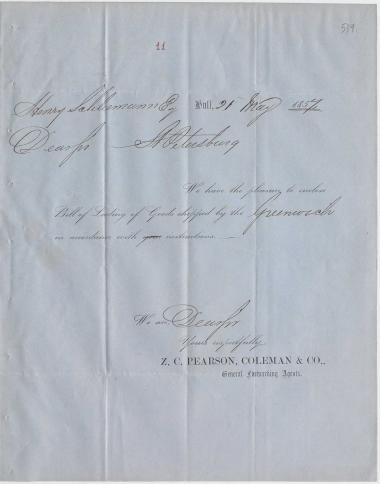 539.
11
Henry Schliemann Esq Hull, 21 May 1857
Dear Sir St Petersburg
We have the pleasure to enclose
Bill of Lading of Goods shipped by the Greenwich
in accordance with your instructions.
We are, Dear Sir
Yours respectfully,
Z. C. PEARSON, COLEMAN & CO.,
General Forwarding Agents.